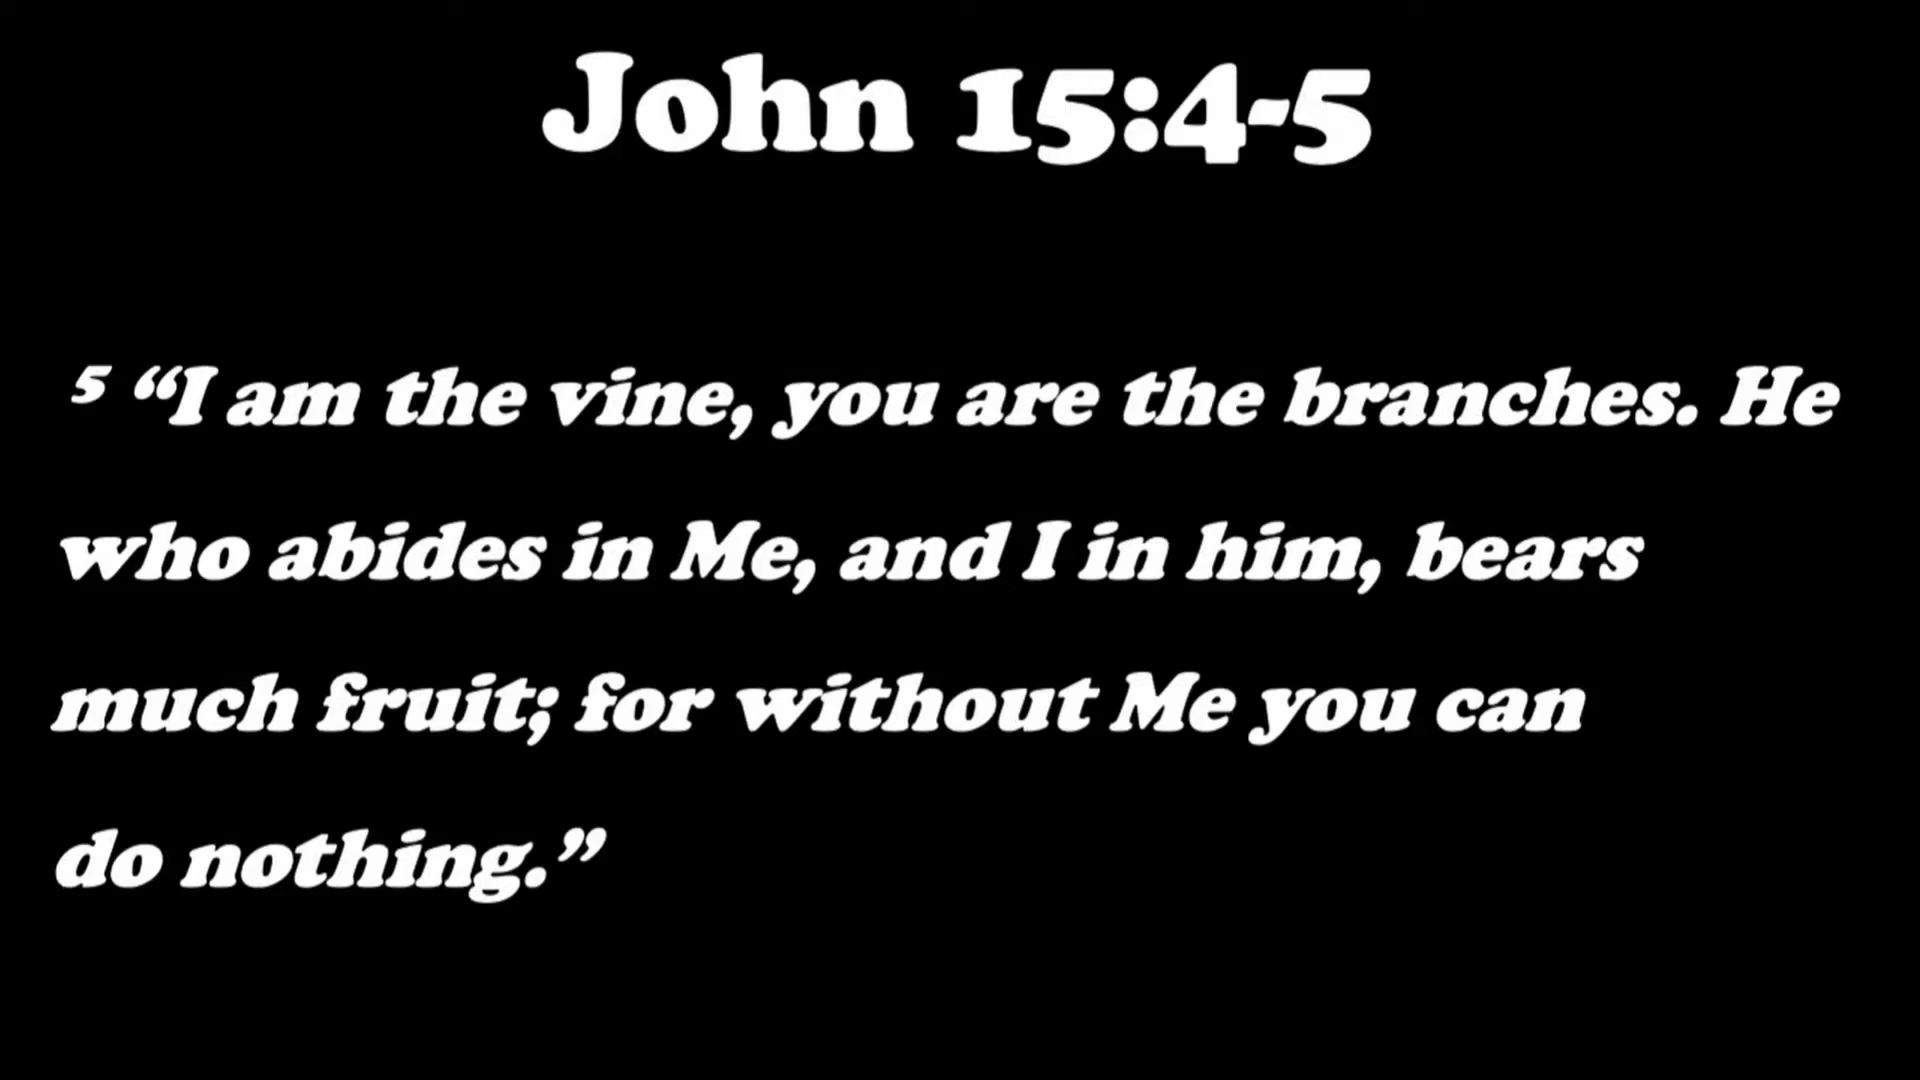 John 15:4-5
⁵ “I am the vine, you are the branches. He
who abides in Me, and I in him, bears
much fruit; for without Me you can
do nothing.”